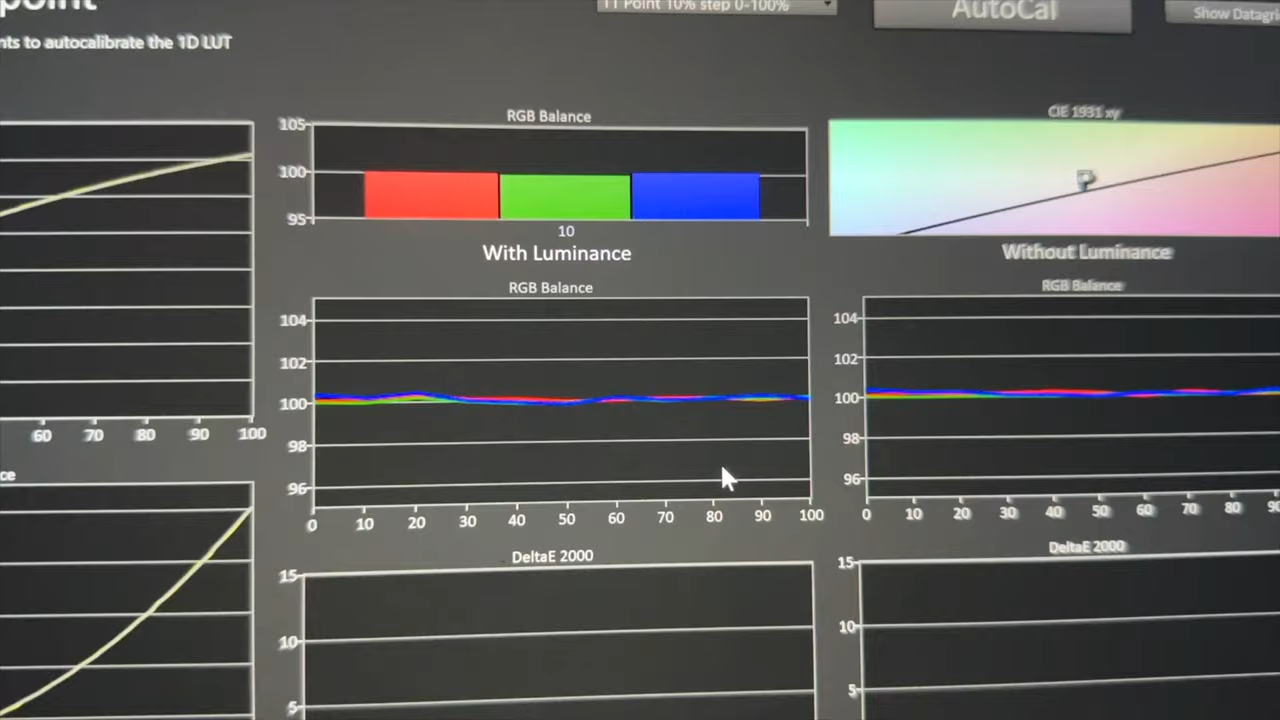 point
11 Point 10% step 0-100%
AutoCal
Show Datagri
nts to autocalibrate the 1D LUT
RGB Balance
CIE 1931 xy
105
100
95
10
With Luminance
Without Luminance
RGB Balance
RGB Balance
104
102
100
98
96
0 10 20 30 40 50 60 70 80 90 100
104
102
100
98
96
0 10 20 30 40 50 60 70 80 90
60 70 80 90 100
ce
DeltaE 2000
DeltaE 2000
15
10
5
15
10
5